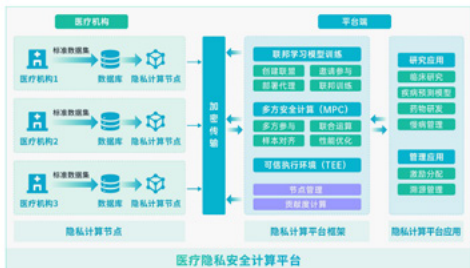 医疗机构
平台端
标准数据集
医疗机构1
数据库
隐私计算节点
标准数据集
医疗机构2
数据库
隐私计算节点
标准数据集
医疗机构3
数据库
隐私计算节点
隐私计算节点
加密传输
联邦学习模型训练
创建联盟
邀请参与
部署代理
联邦训练
多方安全计算（MPC）
多方参与
联合运算
样本对齐
性能优化
可信执行环境（TEE）
节点管理
贡献度计算
隐私计算平台框架
研究应用
临床研究
疾病预测模型
药物研发
慢病管理
管理应用
激励分配
溯源管理
隐私计算平台应用
医疗隐私安全计算平台